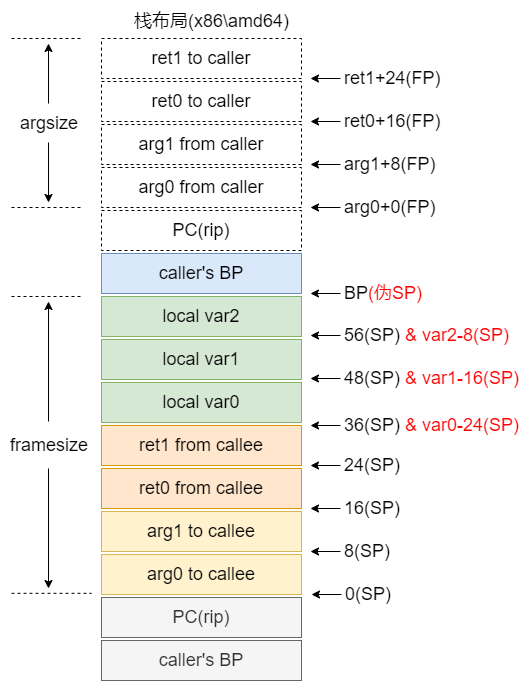 栈布局(x86\amd64)
ret1 to caller
ret1+24(FP)
ret0 to caller
ret0+16(FP)
argsize
arg1 from caller
arg1+8(FP)
arg0 from caller
arg0+0(FP)
PC(rip)
caller's BP
BP(伪SP)
local var2
56(SP) & var2-8(SP)
local var1
48(SP) & var1-16(SP)
local var0
36(SP) & var0-24(SP)
framesize
ret1 from callee
24(SP)
ret0 from callee
16(SP)
arg1 to callee
8(SP)
arg0 to callee
0(SP)
PC(rip)
caller's BP